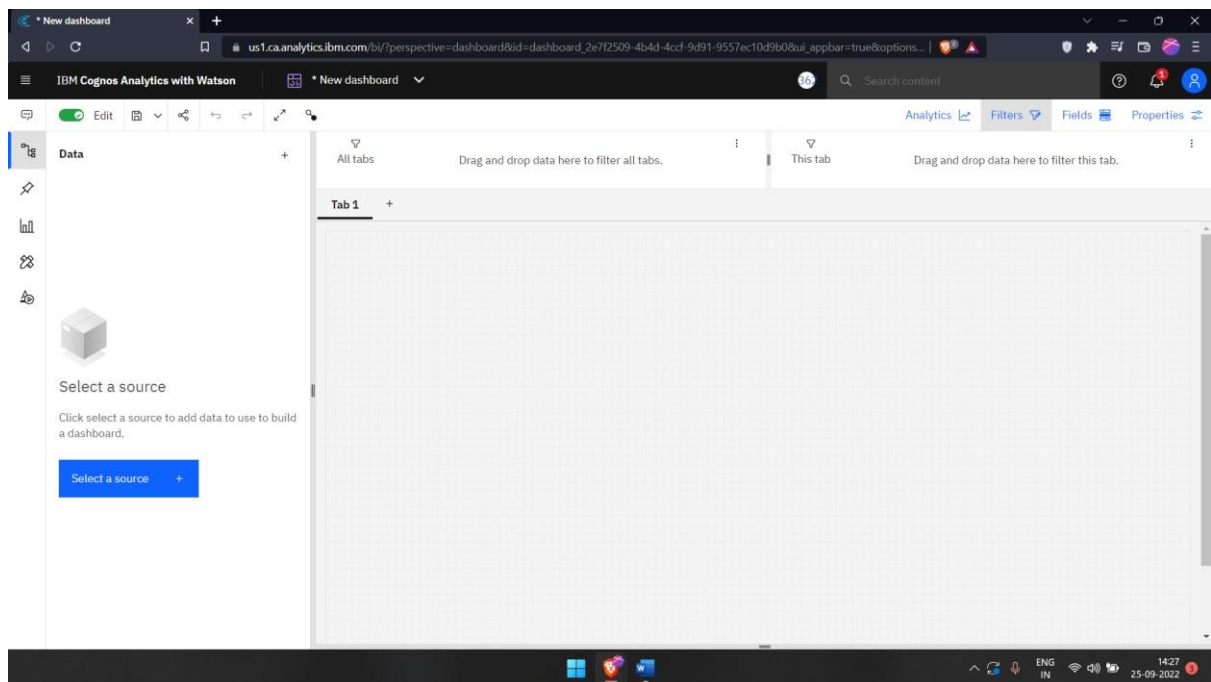 * New dashboard
us1.ca.analytics.ibm.com/bi/?perspective=dashboard&id=dashboard_2e7f2509-4b4d-4ccf-9d91-9557ec10d9b0&ui_appbar=true&options...
IBM Cognos Analytics with Watson
* New dashboard
36
Search content
1
Edit
Analytics
Filters
Fields
Properties
Data
All tabs
Drag and drop data here to filter all tabs.
This tab
Drag and drop data here to filter this tab.
Tab 1
Select a source
Click select a source to add data to use to build
a dashboard.
Select a source
ENG
IN
14:27
25-09-2022
3